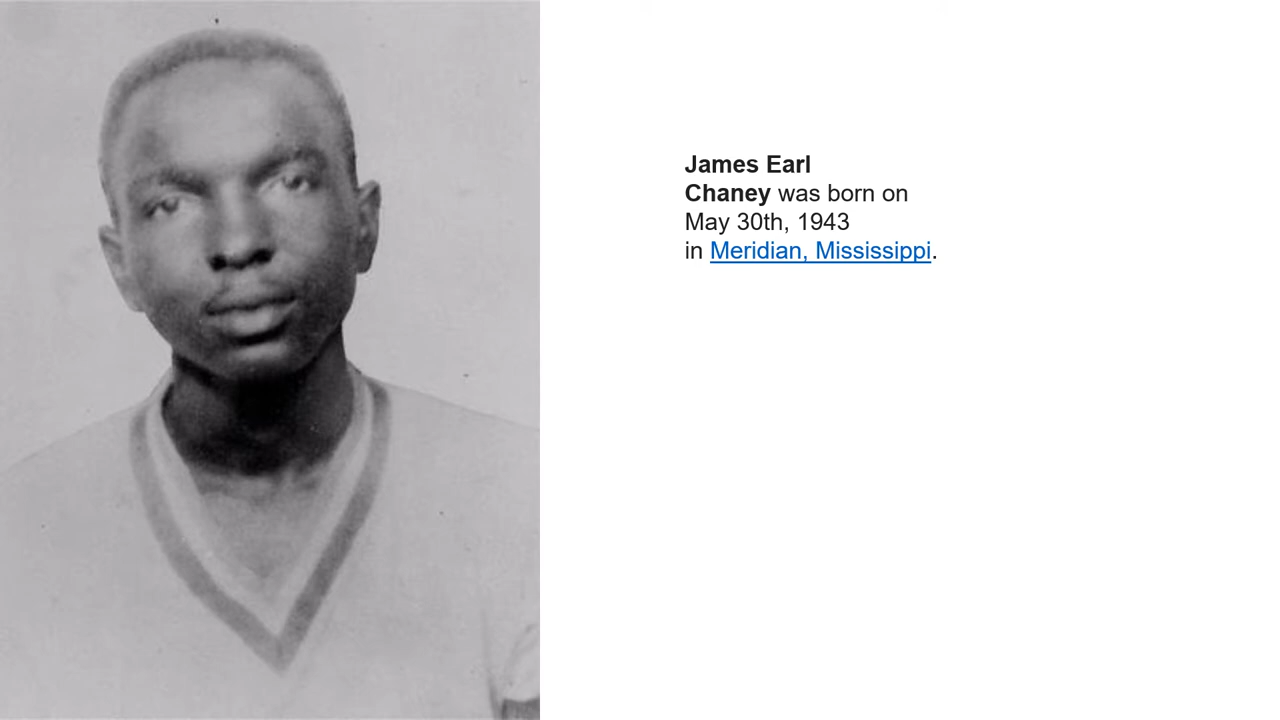 James Earl
Chaney was born on
May 30th, 1943
in Meridian, Mississippi.